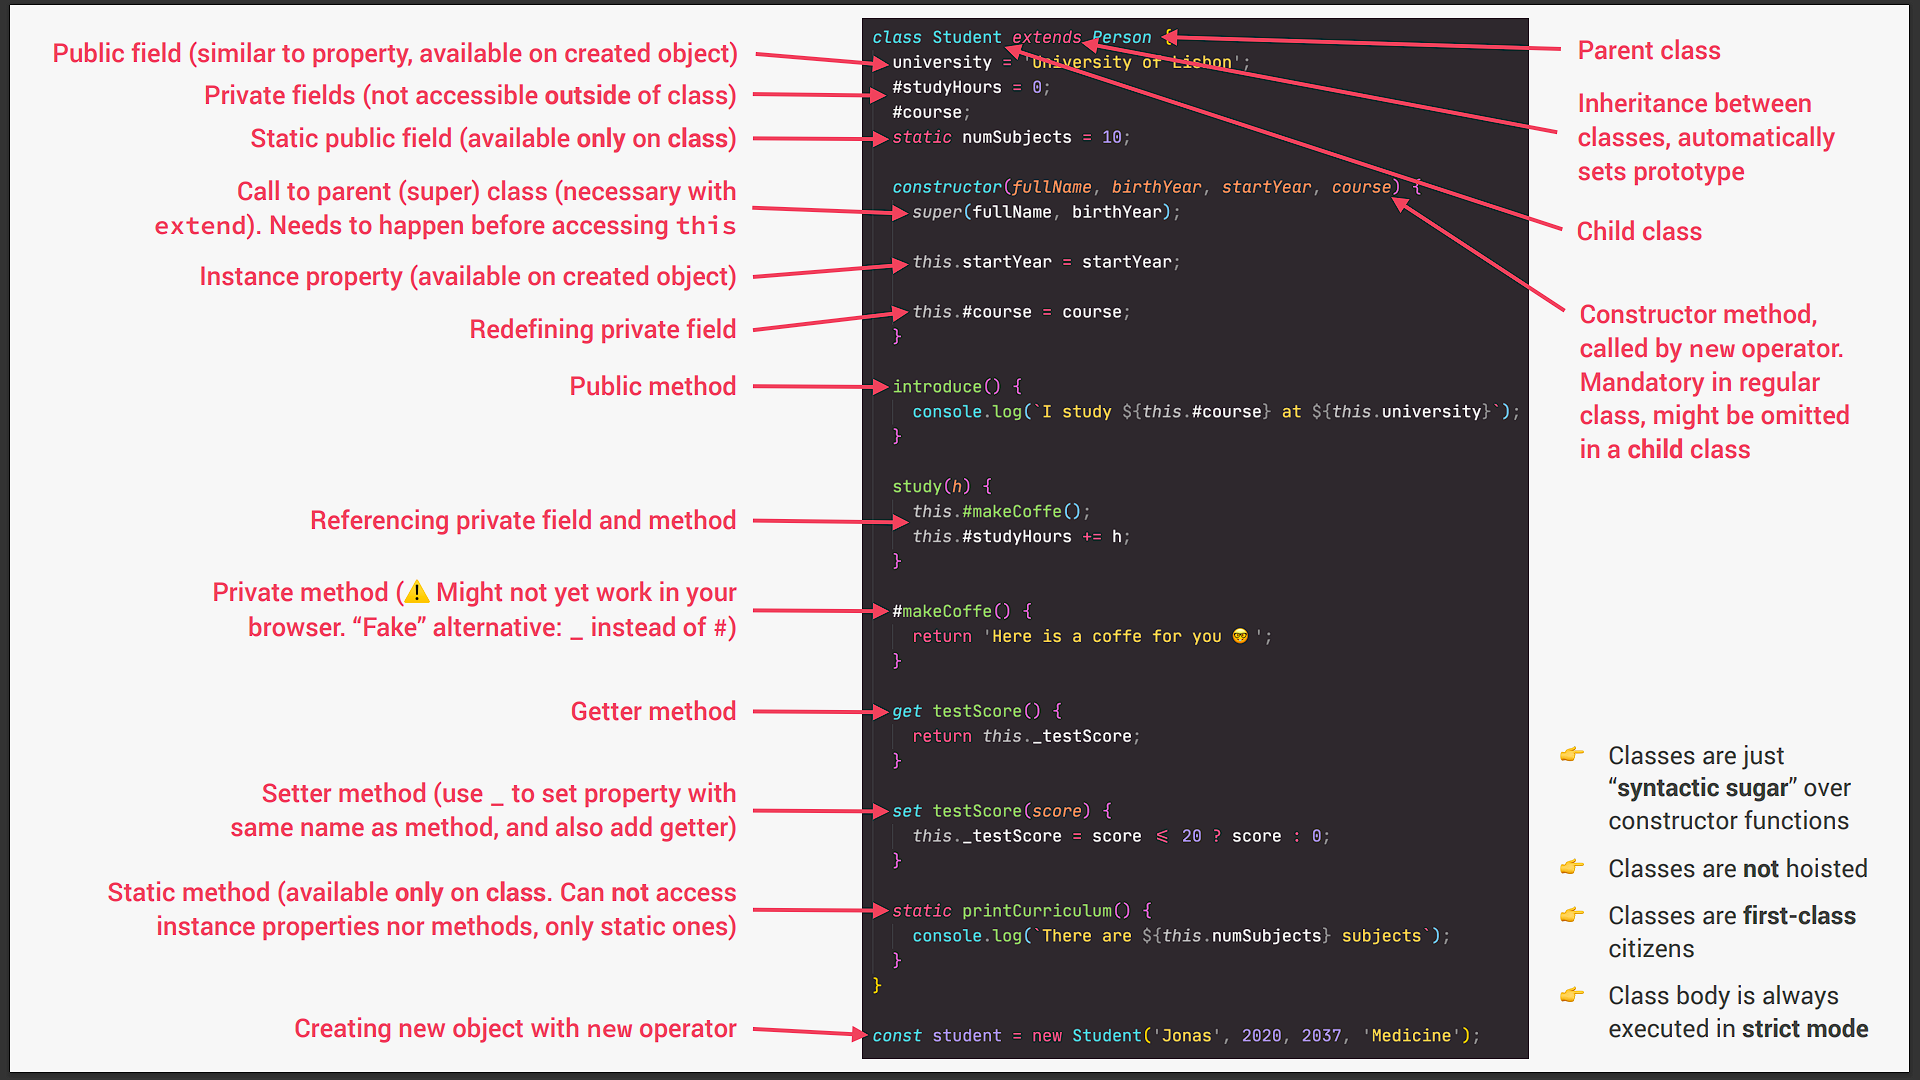 Public field (similar to property, available on created object)
Private fields (not accessible outside of class)
Static public field (available only on class)
Call to parent (super) class (necessary with
extend). Needs to happen before accessing this
Instance property (available on created object)
Redefining private field
Public method
Referencing private field and method
Private method (⚠️ Might not yet work in your
browser. “Fake” alternative: _ instead of #)
Getter method
Setter method (use _ to set property with
same name as method, and also add getter)
Static method (available only on class. Can not access
instance properties nor methods, only static ones)
Creating new object with new operator
class Student extends Person {
university = 'University of Lisbon';
#studyHours = 0;
#course;
static numSubjects = 10;
constructor(fullName, birthYear, startYear, course) {
super(fullName, birthYear);
this.startYear = startYear;
this.#course = course;
}
introduce() {
console.log(`I study ${this.#course} at ${this.university}`);
}
study(h) {
this.#makeCoffe();
this.#studyHours += h;
}
#makeCoffe() {
return 'Here is a coffe for you 🤓 ';
}
get testScore() {
return this._testScore;
}
set testScore(score) {
this._testScore = score <= 20 ? score : 0;
}
static printCurriculum() {
console.log(`There are ${this.numSubjects} subjects`);
}
}
const student = new Student('Jonas', 2020, 2037, 'Medicine');
Parent class
Inheritance between
classes, automatically
sets prototype
Child class
Constructor method,
called by new operator.
Mandatory in regular
class, might be omitted
in a child class
👉 Classes are just
“syntactic sugar” over
constructor functions
👉 Classes are not hoisted
👉 Classes are first-class
citizens
👉 Class body is always
executed in strict mode